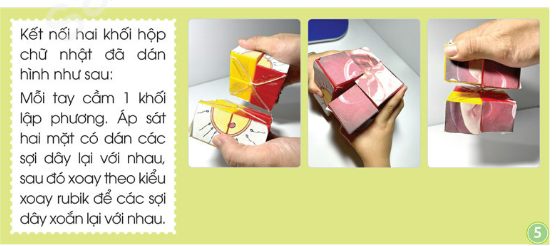 Kết nối hai khối hộp
chữ nhật đã dán
hình như sau:
Mỗi tay cầm 1 khối
lập phương. Áp sát
hai mặt có dán các
sợi dây lại với nhau,
sau đó xoay theo kiểu
xoay rubik để các sợi
dây xoắn lại với nhau.
5